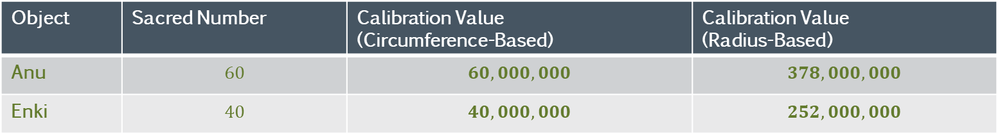 Object Sacred Number Calibration Value (Circumference-Based) Calibration Value (Radius-Based)
Anu 60 60,000,000 378,000,000
Enki 40 40,000,000 252,000,000